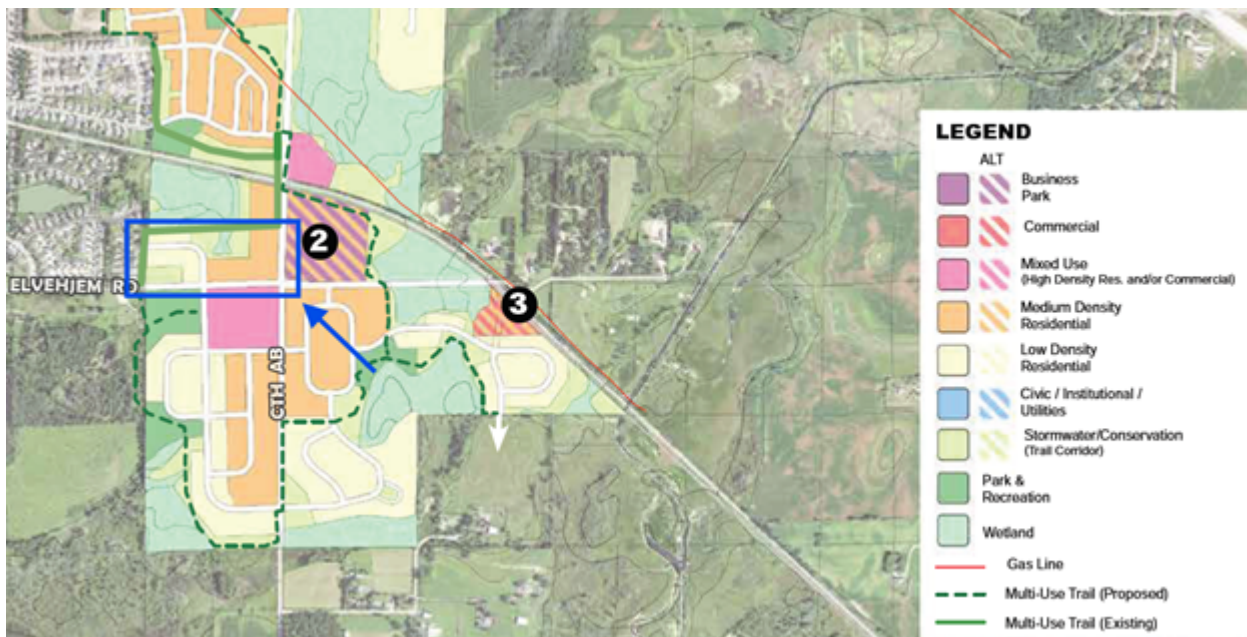 2
ELVEHJEM RD
3
CTH AB
LEGEND
ALT
Business
Park
Commercial
Mixed Use
(High Density Res. and/or Commercial)
Medium Density
Residential
Low Density
Residential
Civic / Institutional /
Utilities
Stormwater/Conservation
(Trail Corridor)
Park &
Recreation
Wetland
Gas Line
Multi-Use Trail (Proposed)
Multi-Use Trail (Existing)